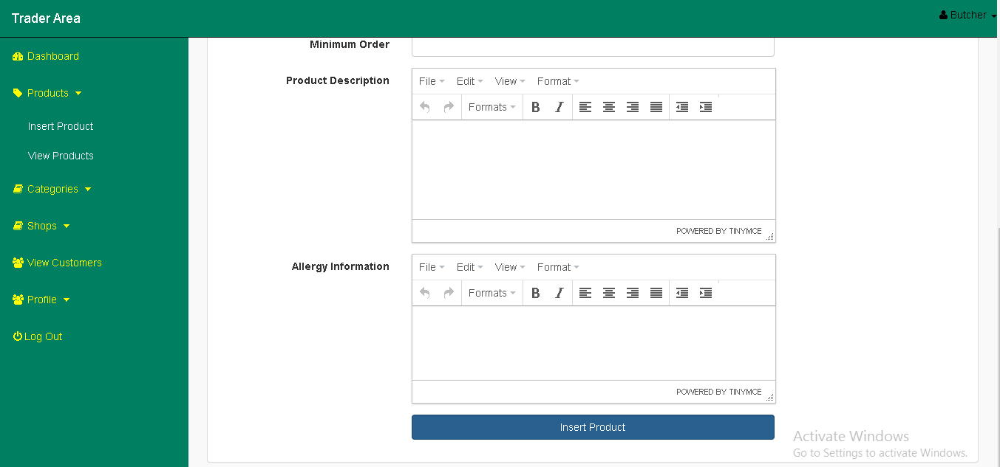 Trader Area
Butcher
Dashboard
Products
Insert Product
View Products
Categories
Shops
View Customers
Profile
Log Out
Minimum Order
Product Description
File Edit View Format
Formats B I
POWERED BY TINYMCE
Allergy Information
File Edit View Format
Formats B I
POWERED BY TINYMCE
Insert Product
Activate Windows
Go to Settings to activate Windows.